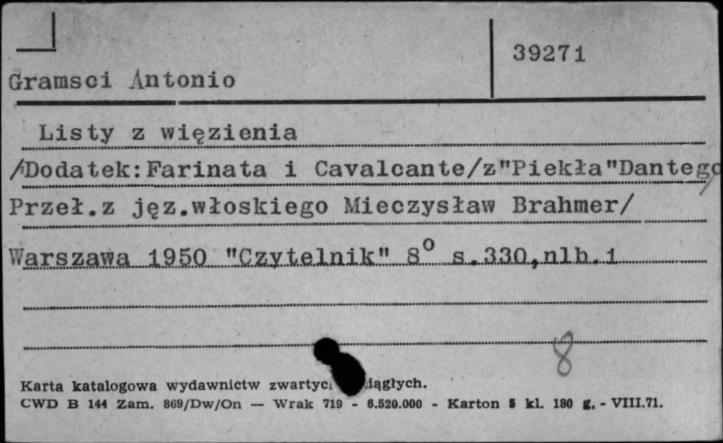 39271
Gramsci Antonio
Listy z więzienia
/Dodatek:Farinata i Cavalcante/z"Piekła"Dantego
Przeł.z jęz.włoskiego Mieczysław Brahmer/
Warszawa 1950 "Czytelnik" 8° s.330,nlb.1
8
Karta katalogowa wydawnictw ciągłych.
CWD B 144 Zam. 869/Dw/On — Wrak 719 - 6.520.000 - Karton kl. 180 g. - VIII.71.